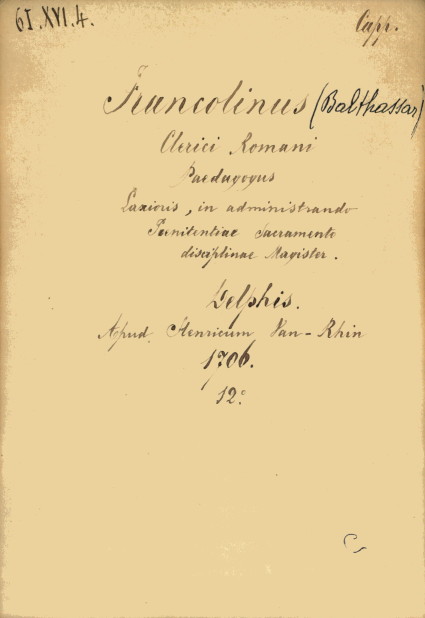 61.XVI.4.
Capp.
Francolinus (Balthassar)
Clerici Romani
Paedagogus
Laxioris, in administrando
Poenitentiae Sacramento
disciplinae Magister.
Delphis.
Apud. Henricum Van-Rhin
1706.
12°
C